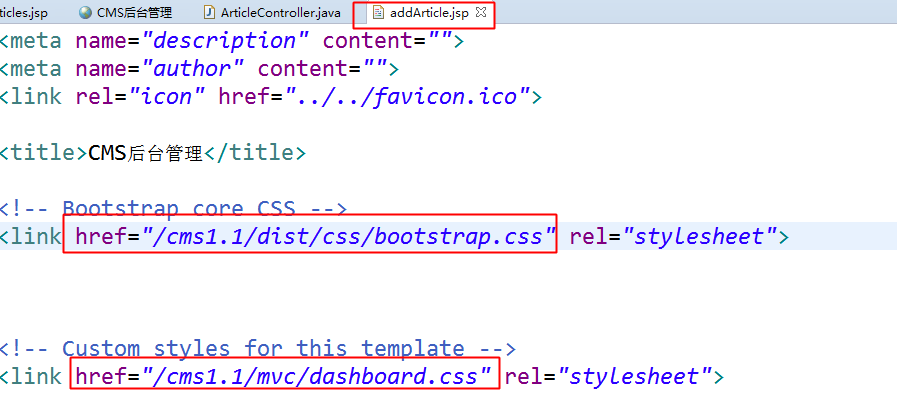 ticles.jsp CMS后台管理 ArticleController.java addArticle.jsp
<meta name="description" content="">
<meta name="author" content="">
<link rel="icon" href="../../favicon.ico">
<title>CMS后台管理</title>
<!-- Bootstrap core CSS -->
<link href="/cms1.1/dist/css/bootstrap.css" rel="stylesheet">
<!-- Custom styles for this template -->
<link href="/cms1.1/mvc/dashboard.css" rel="stylesheet">